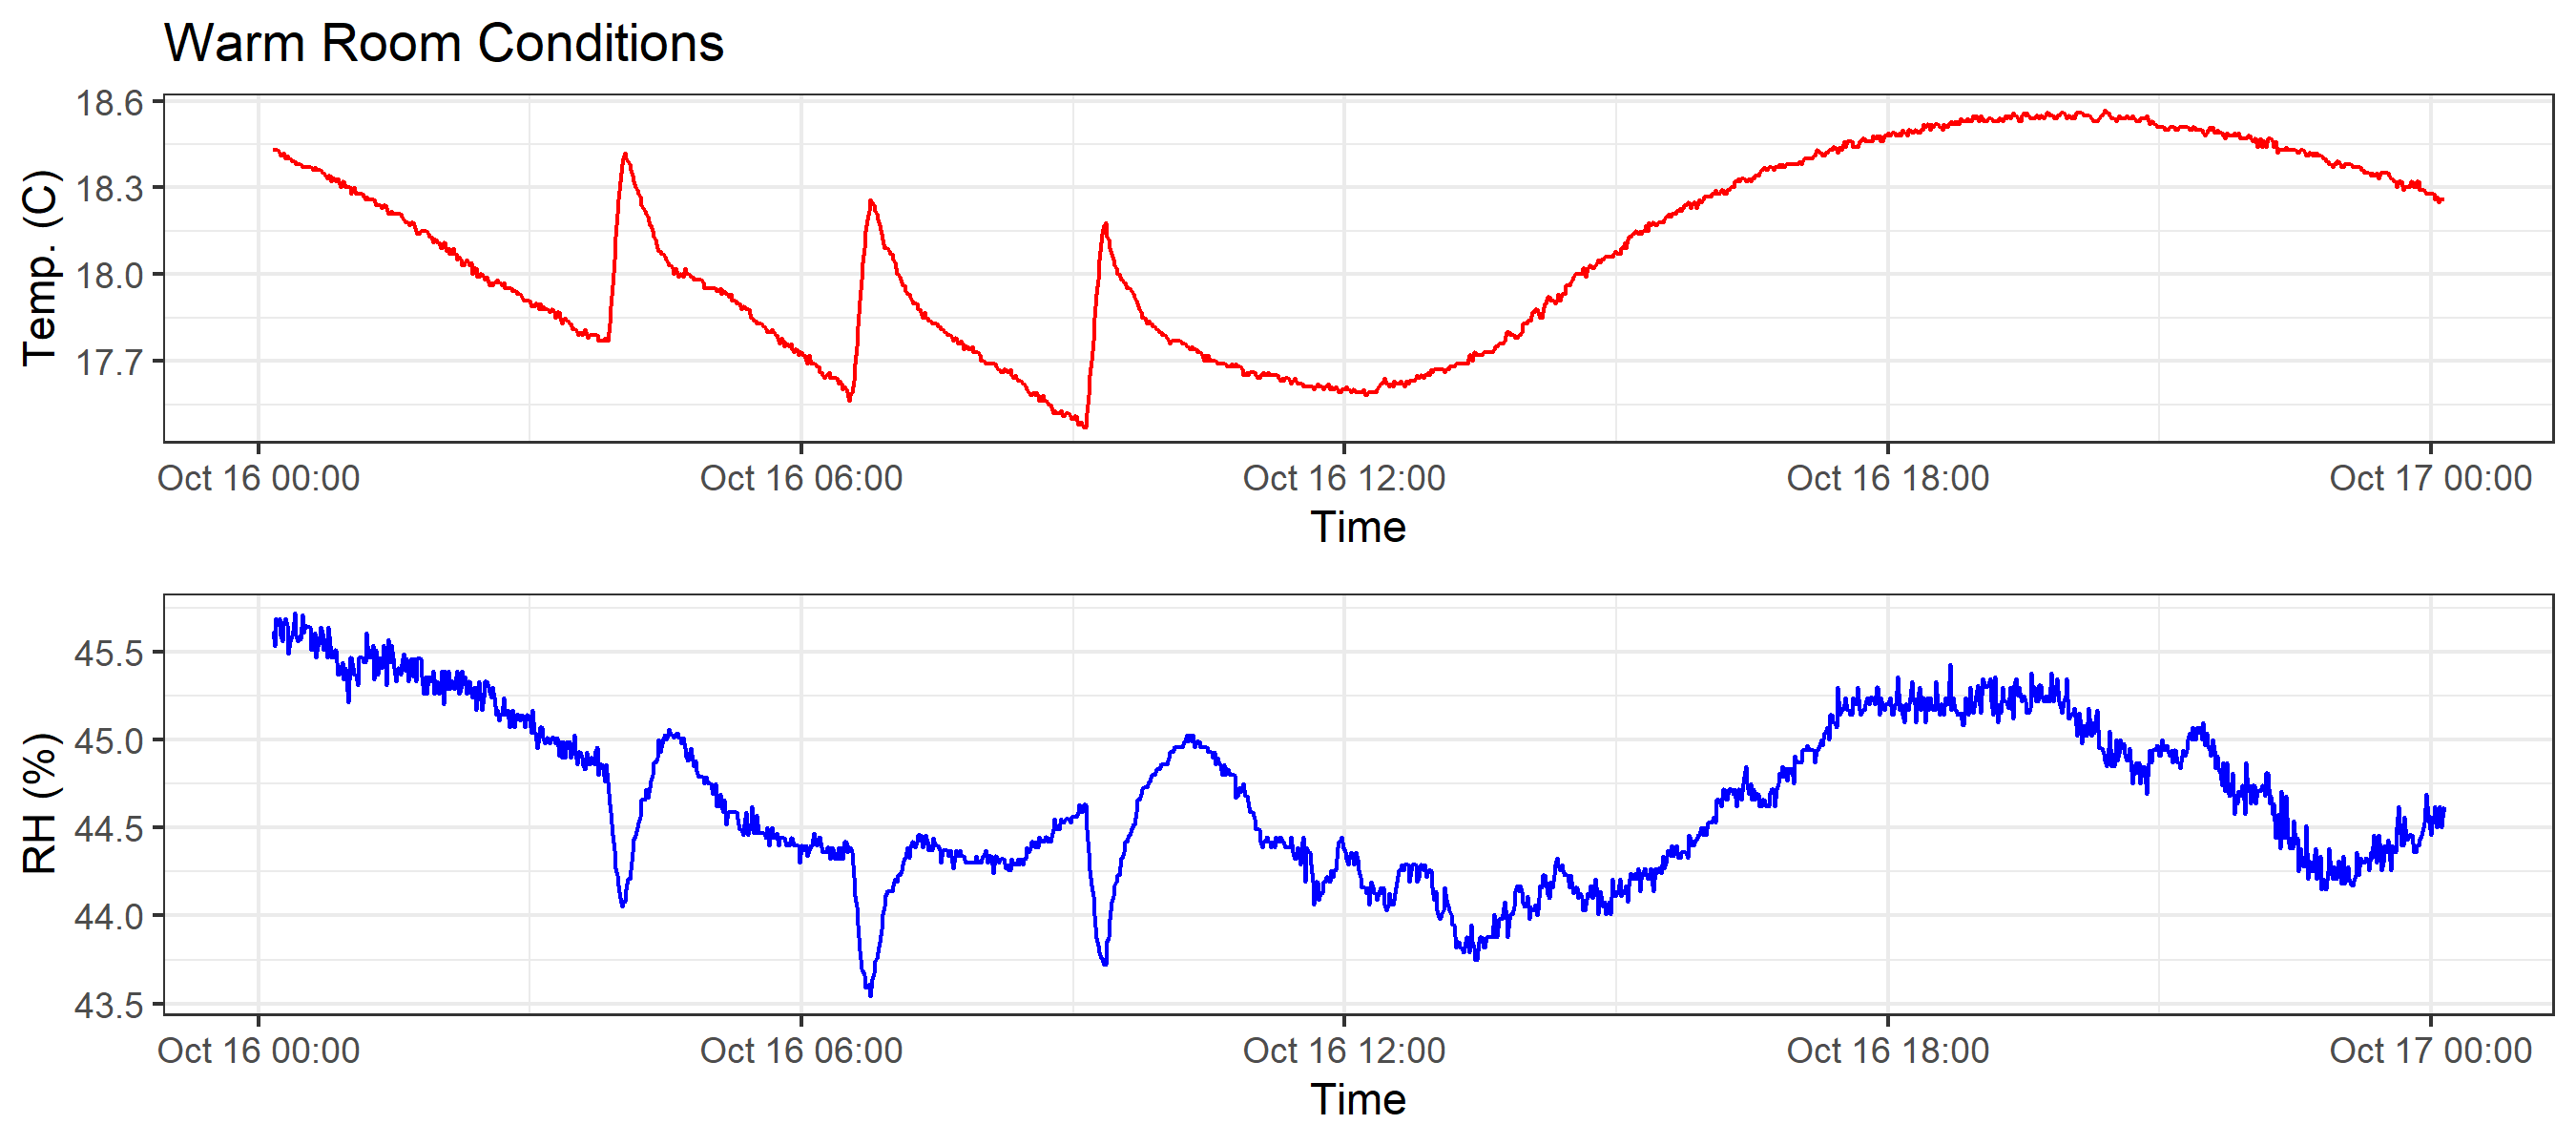 Warm Room Conditions
18.6
18.3
18.0
17.7
Temp. (C)
Oct 16 00:00 Oct 16 06:00 Oct 16 12:00 Oct 16 18:00 Oct 17 00:00
Time
45.5
45.0
44.5
44.0
43.5
RH (%)
Oct 16 00:00 Oct 16 06:00 Oct 16 12:00 Oct 16 18:00 Oct 17 00:00
Time